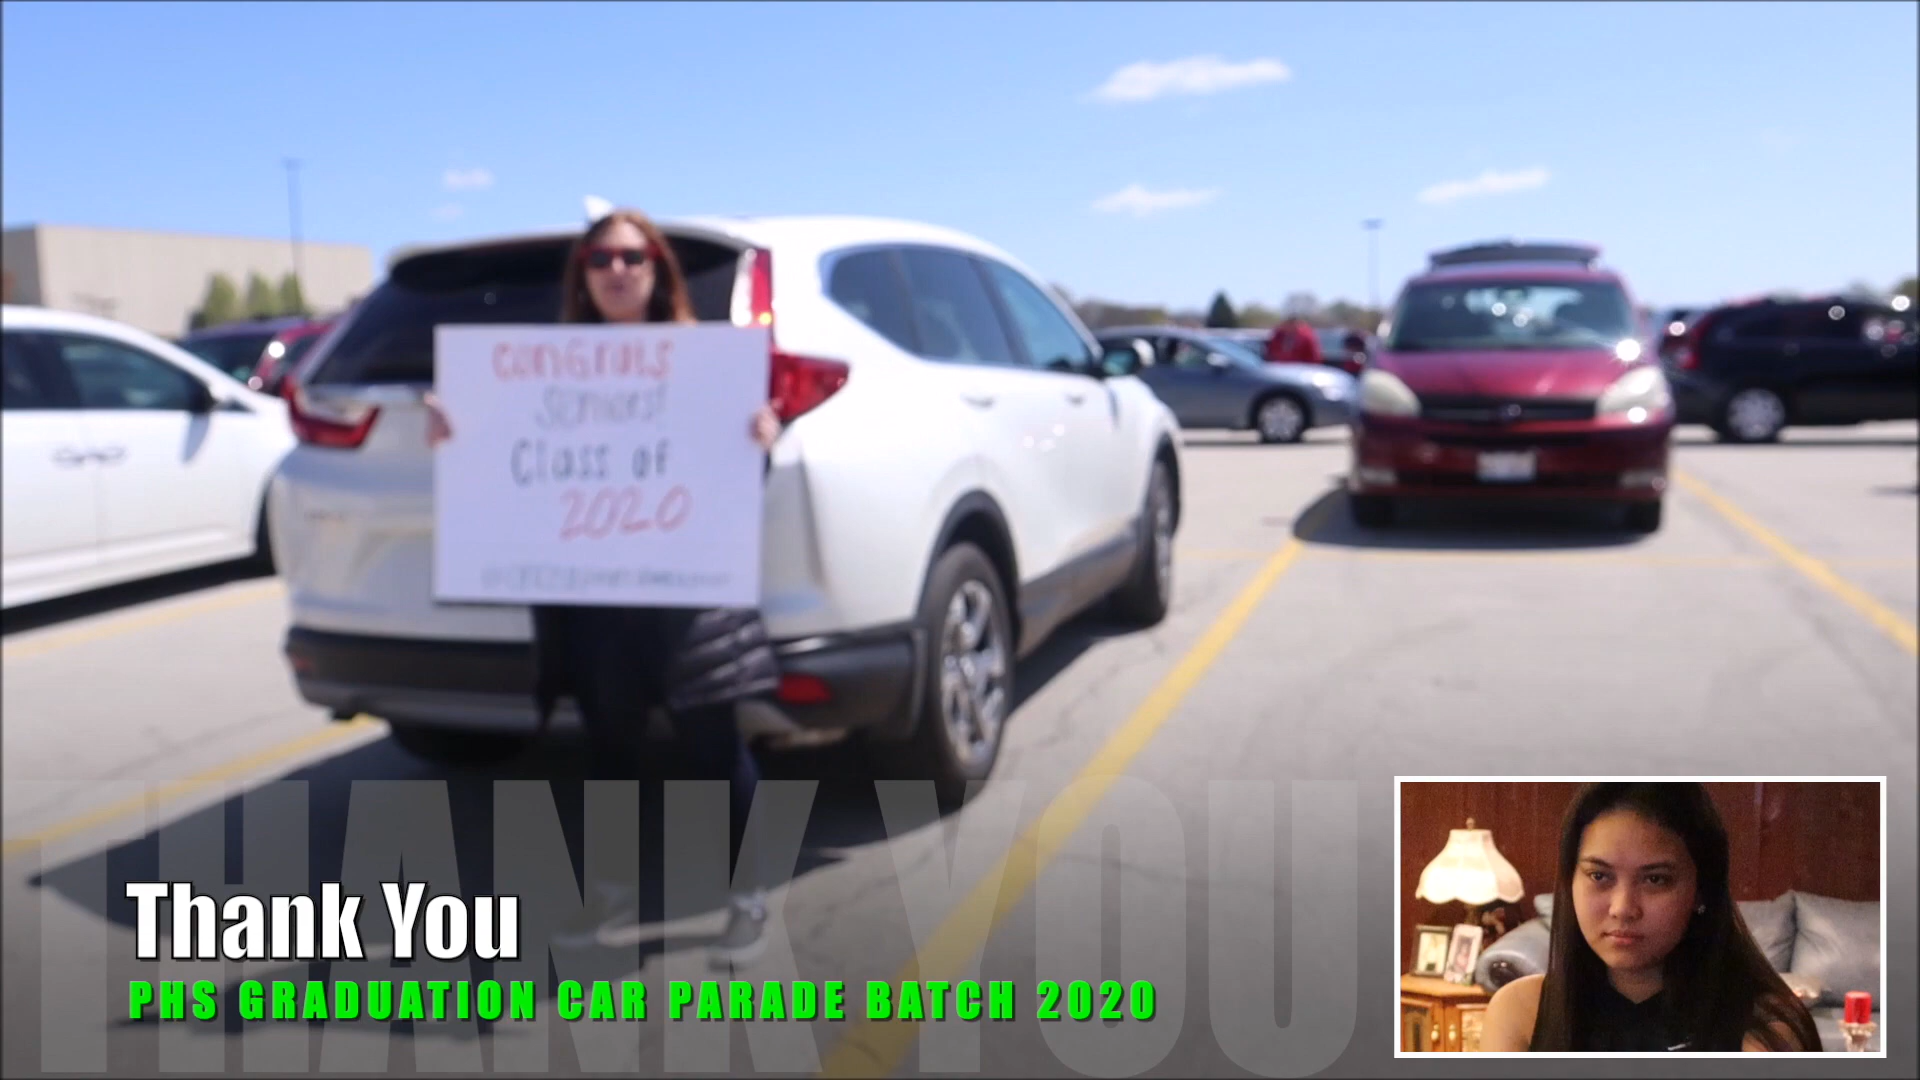 congrats
Seniors!
Class of
2020
THANK YOU
Thank You
PHS GRADUATION CAR PARADE BATCH 2020